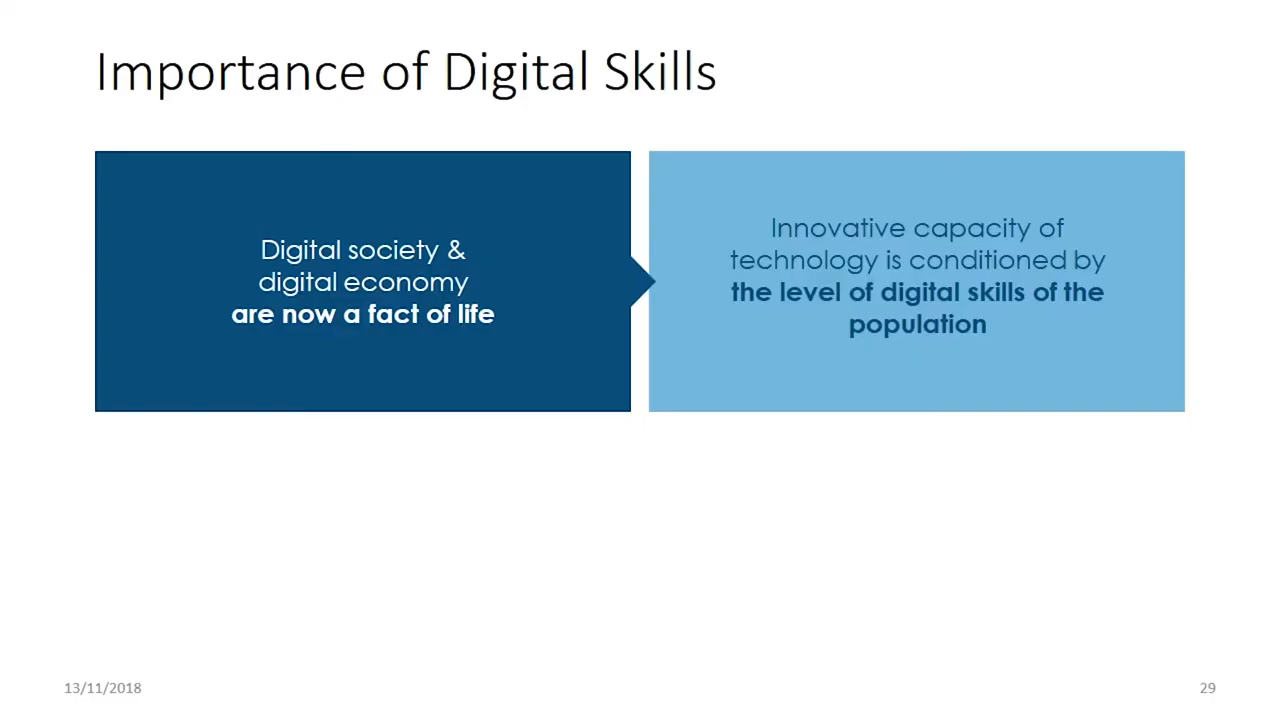 Importance of Digital Skills
Digital society &
digital economy
are now a fact of life
Innovative capacity of
technology is conditioned by
the level of digital skills of the
population
13/11/2018
29